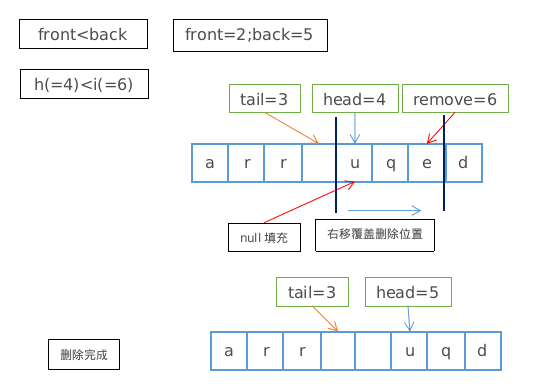 front<back
front=2;back=5
h(=4)<i(=6)
tail=3
head=4
remove=6
a r r u q e d
null 填充
右移覆盖删除位置
tail=3
head=5
删除完成
a r r u q d